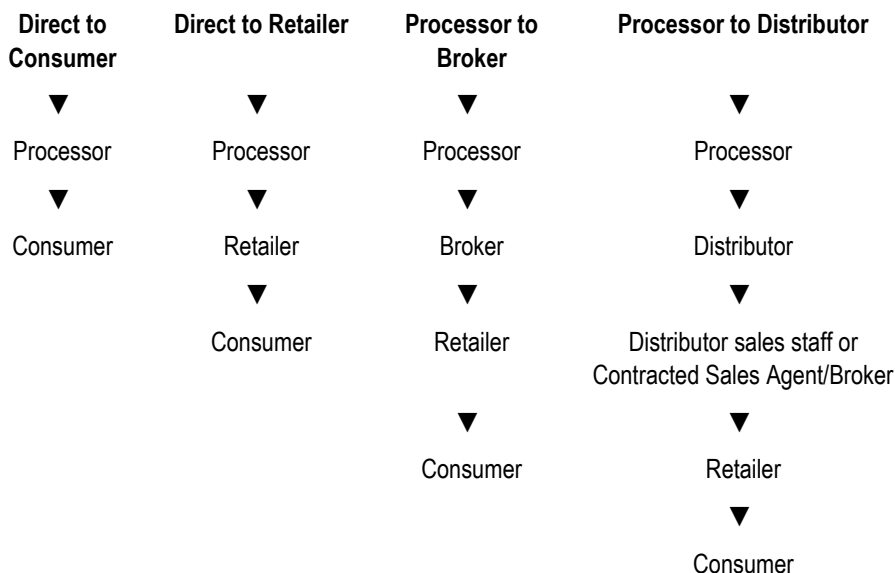 Direct to Consumer Direct to Retailer Processor to Broker Processor to Distributor
▼ ▼ ▼ ▼
Processor Processor Processor Processor
▼ ▼ ▼ ▼
Consumer Retailer Broker Distributor
▼ ▼ ▼
Consumer Retailer Distributor sales staff or
Contracted Sales Agent/Broker
▼ ▼
Consumer Retailer
▼
Consumer